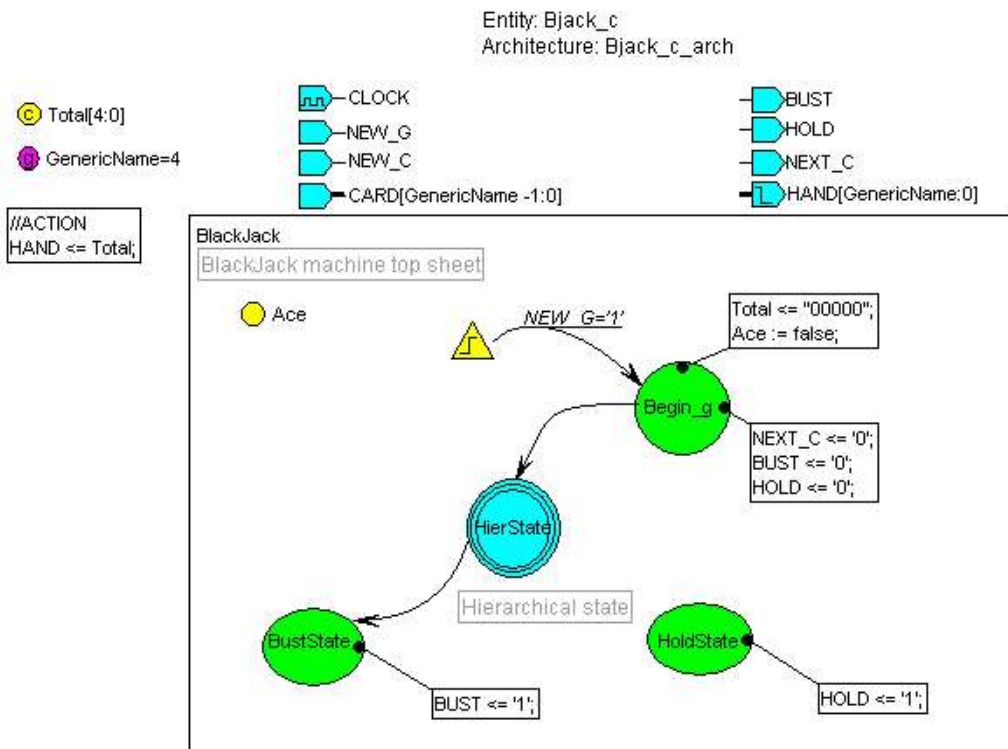 Entity: Bjack_c
Architecture: Bjack_c_arch
C Total[4:0]
g GenericName=4
CLOCK
NEW_G
NEW_C
CARD[GenericName -1:0]
BUST
HOLD
NEXT_C
HAND[GenericName:0]
//ACTION
HAND <= Total;
BlackJack
BlackJack machine top sheet
Ace
NEW_G='1'
Total <= "00000";
Ace := false;
Begin_g
NEXT_C <= '0';
BUST <= '0';
HOLD <= '0';
HierState
Hierarchical state
BustState
BUST <= '1';
HoldState
HOLD <= '1';